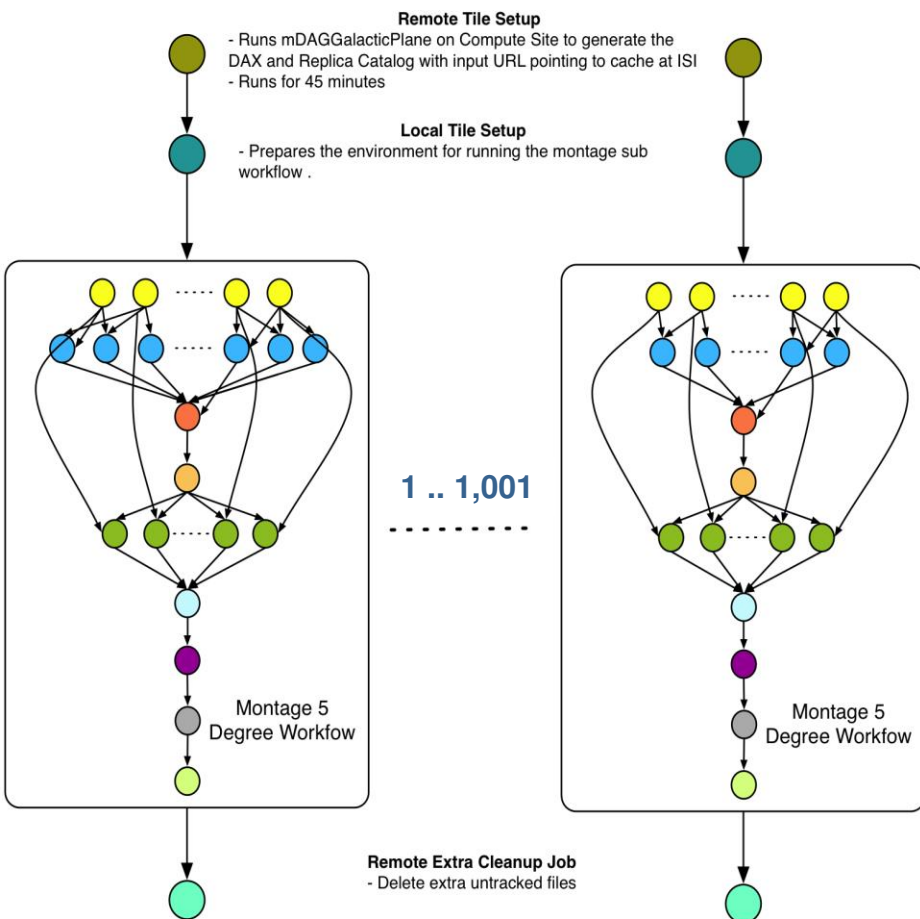 Remote Tile Setup
- Runs mDAGGalacticPlane on Compute Site to generate the
DAX and Replica Catalog with input URL pointing to cache at ISI
- Runs for 45 minutes
Local Tile Setup
- Prepares the environment for running the montage sub
workflow .
1 .. 1,001
Montage 5
Degree Workfow
Montage 5
Degree Workfow
Remote Extra Cleanup Job
- Delete extra untracked files